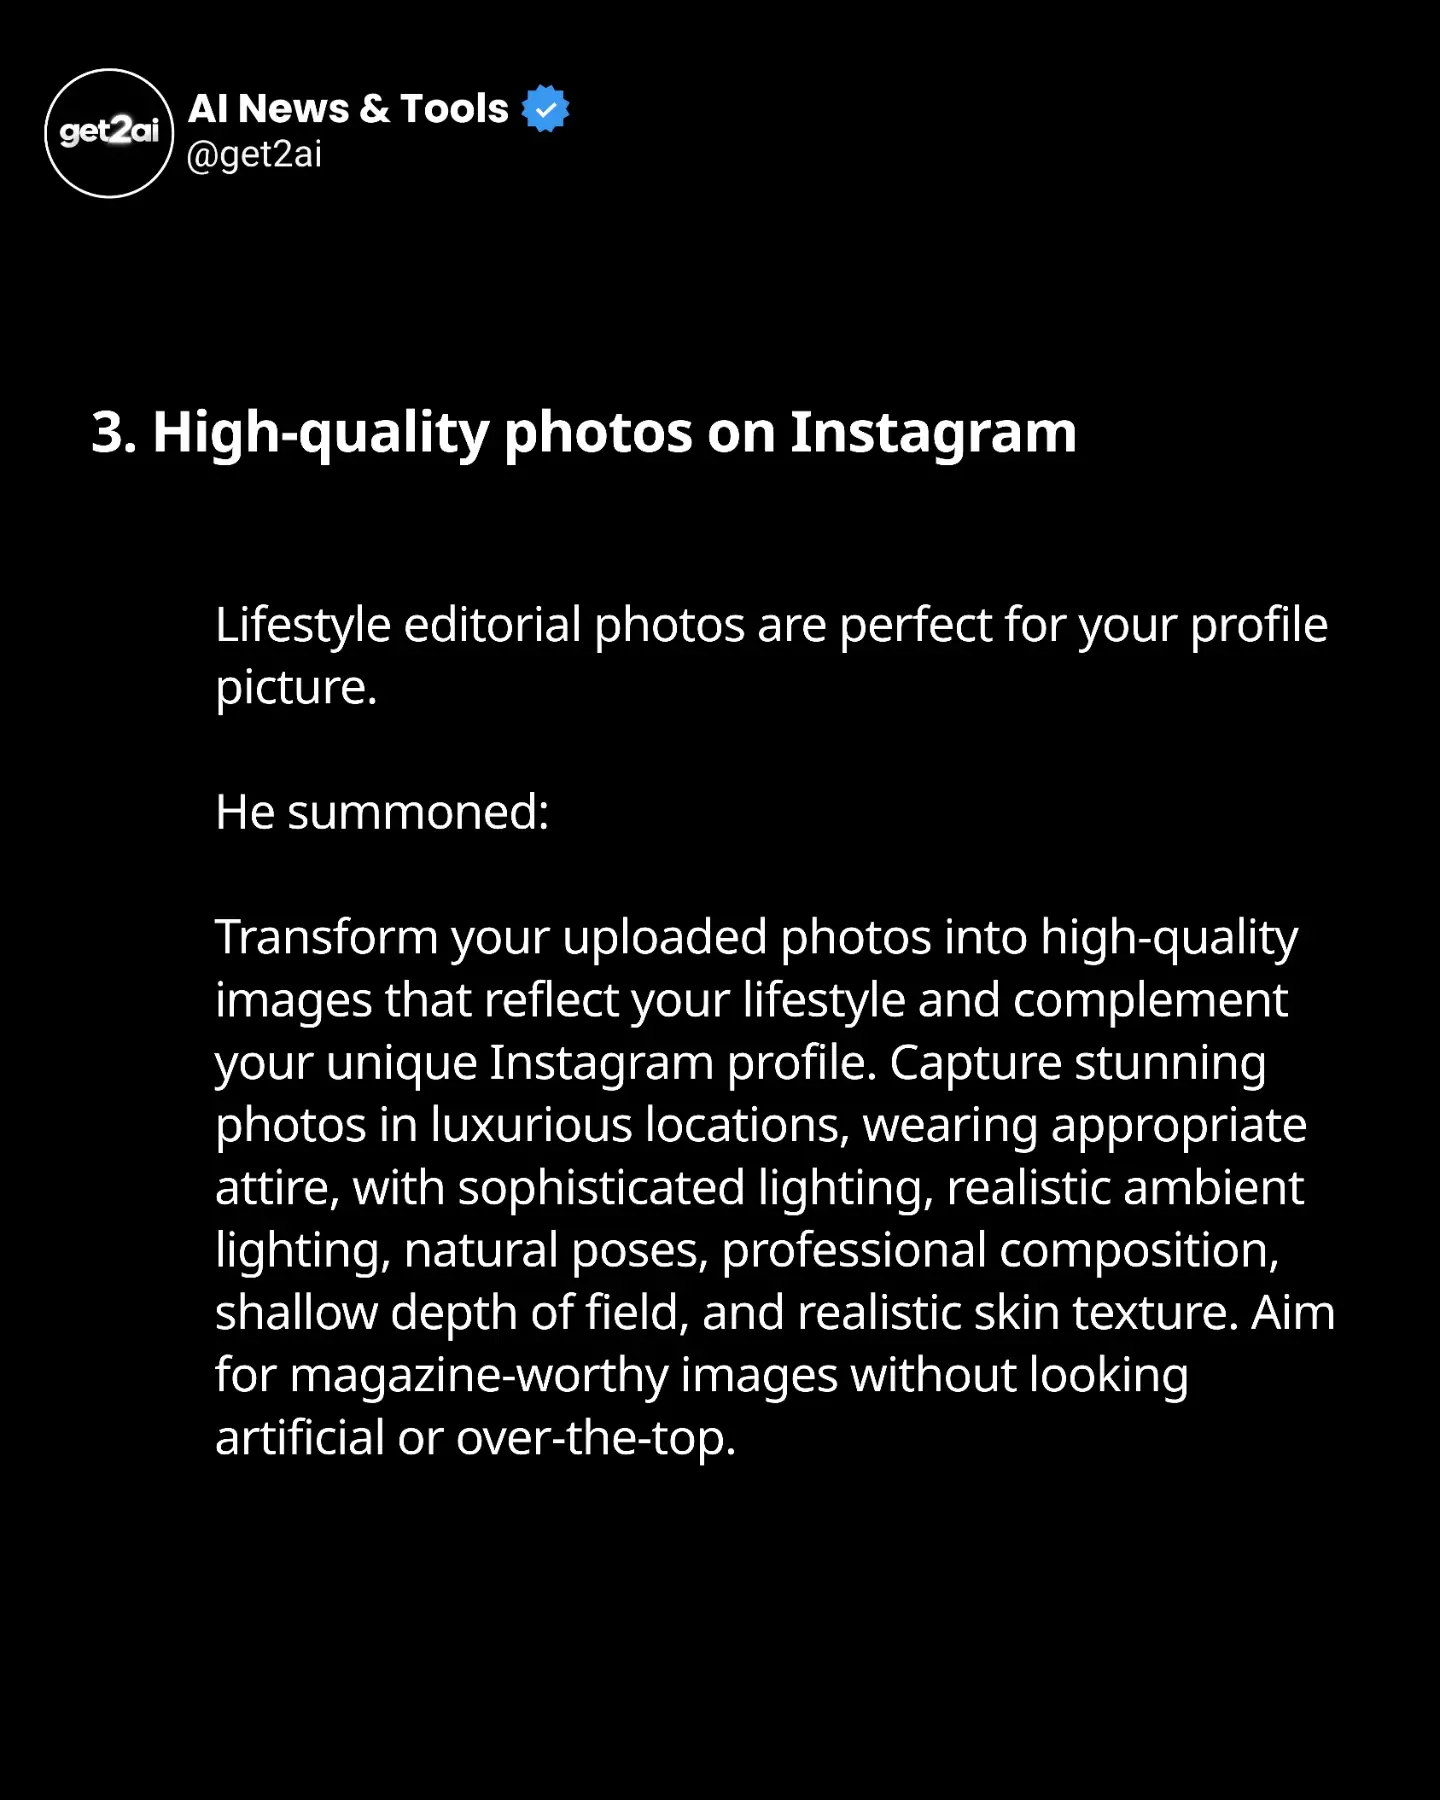 get2ai
AI News & Tools
@get2ai
3. High-quality photos on Instagram
Lifestyle editorial photos are perfect for your profile
picture.
He summoned:
Transform your uploaded photos into high-quality
images that reflect your lifestyle and complement
your unique Instagram profile. Capture stunning
photos in luxurious locations, wearing appropriate
attire, with sophisticated lighting, realistic ambient
lighting, natural poses, professional composition,
shallow depth of field, and realistic skin texture. Aim
for magazine-worthy images without looking
artificial or over-the-top.